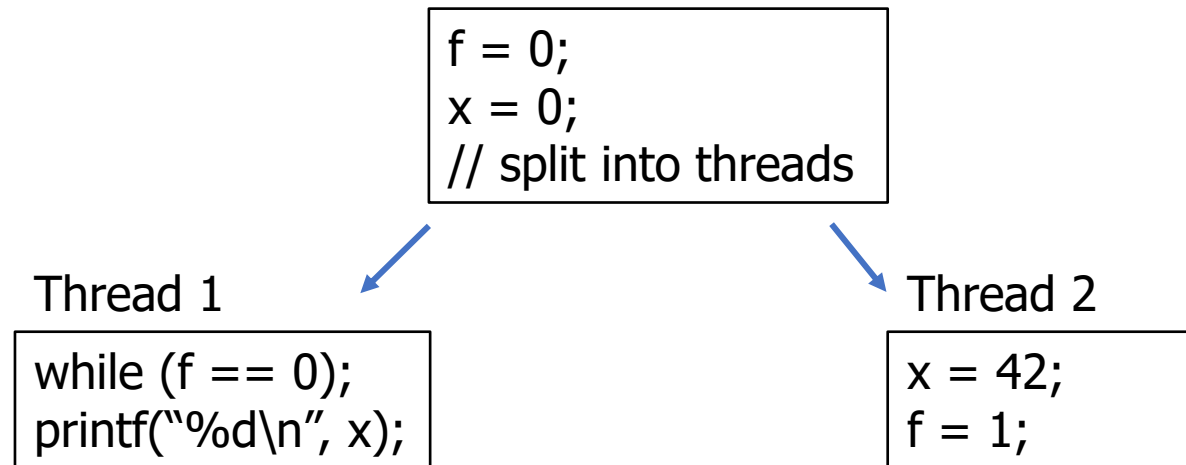 f = 0;
x = 0;
// split into threads
Thread 1
while (f == 0);
printf(“%d\n”, x);
Thread 2
x = 42;
f = 1;